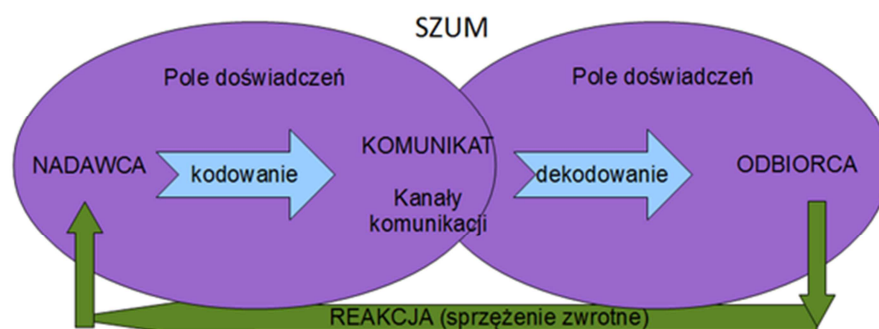 SZUM
Pole doświadczeń
Pole doświadczeń
NADAWCA
kodowanie
KOMUNIKAT
Kanały
komunikacji
dekodowanie
ODBIORCA
REAKCJA (sprzężenie zwrotne)